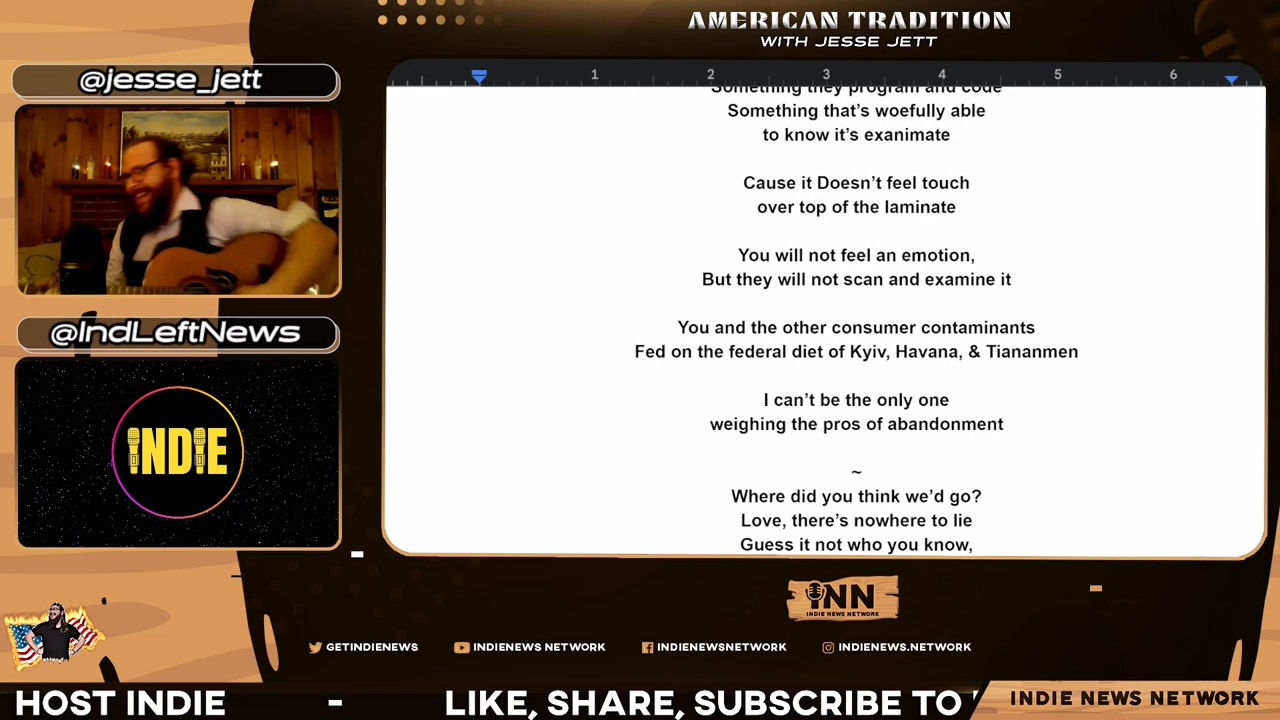 AMERICAN TRADITION
WITH JESSE JETT
@jesse_jett
1 2 3 4 5 6
Something they program and code
Something that’s woefully able
to know it’s exanimate
Cause it Doesn’t feel touch
over top of the laminate
You will not feel an emotion,
But they will not scan and examine it
You and the other consumer contaminants
Fed on the federal diet of Kyiv, Havana, & Tiananmen
I can’t be the only one
weighing the pros of abandonment
~
Where did you think we’d go?
Love, there’s nowhere to lie
Guess it not who you know,
@IndLeftNews
INDIE
INN
INDIE NEWS NETWORK
GETINDIENEWS
INDIENEWS NETWORK
INDIENEWSNETWORK
INDIENEWS.NETWORK
HOST INDIE - LIKE, SHARE, SUBSCRIBE TO
INDIE NEWS NETWORK